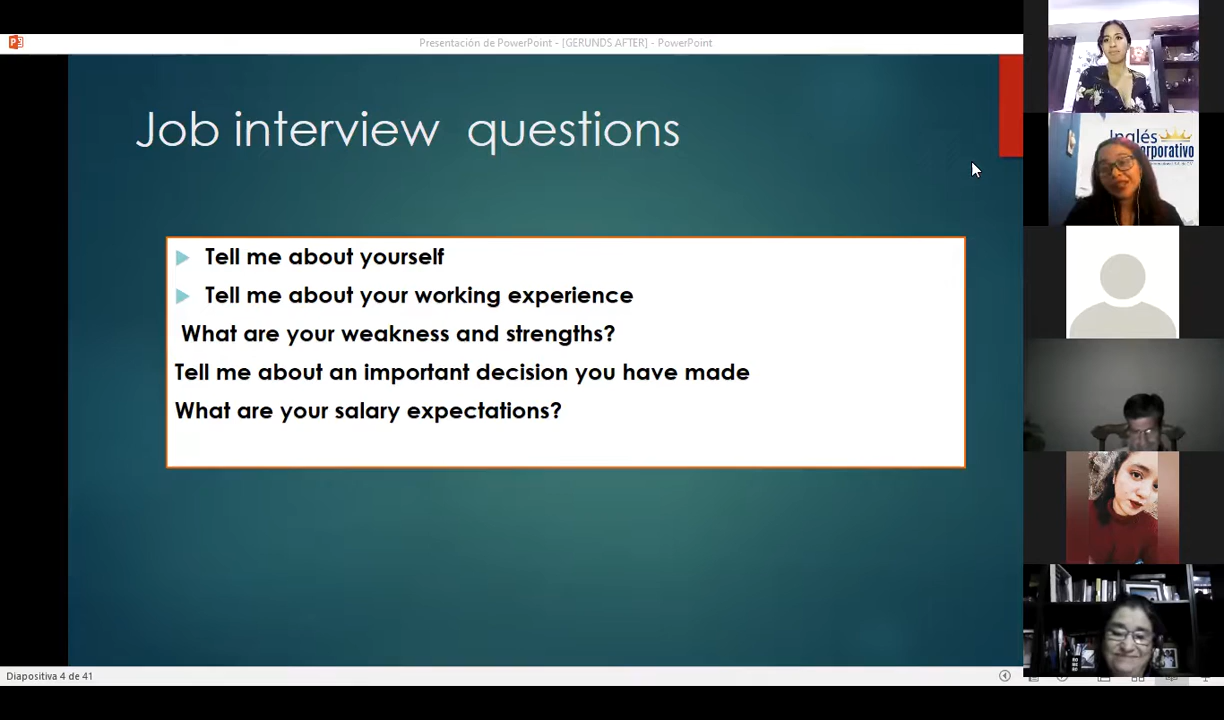 Presentación de PowerPoint - [GERUNDS AFTER] - PowerPoint
Job interview questions
Tell me about yourself
Tell me about your working experience
What are your weakness and strengths?
Tell me about an important decision you have made
What are your salary expectations?
Inglés
orporativo
Diapositiva 4 de 41